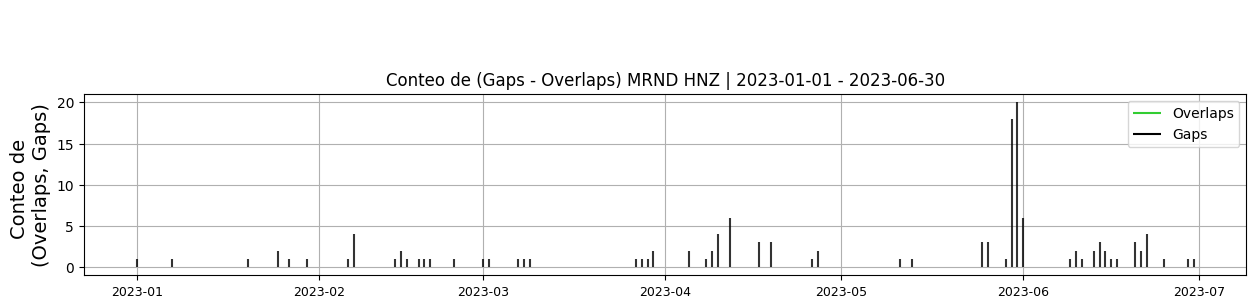 Conteo de (Gaps - Overlaps) MRND HNZ | 2023-01-01 - 2023-06-30
Conteo de
(Overlaps, Gaps)
20
15
10
5
0
Overlaps
Gaps
2023-01 2023-02 2023-03 2023-04 2023-05 2023-06 2023-07